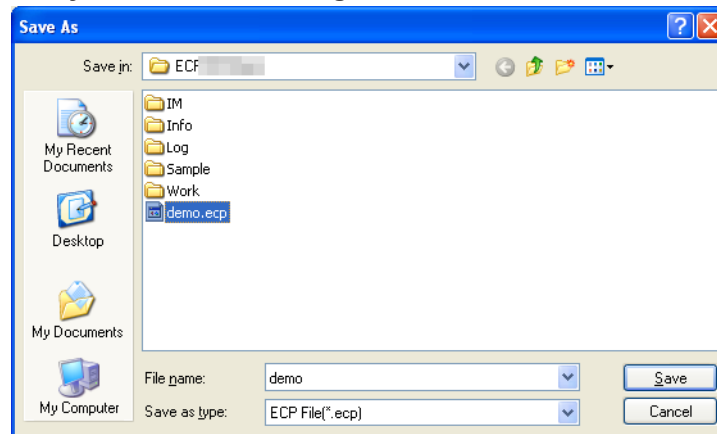 Save As
Save in:
ECP
IM
Info
Log
Sample
Work
demo.ecp
My Recent
Documents
Desktop
My Documents
My Computer
File name:
demo
Save
Save as type:
ECP File(*.ecp)
Cancel